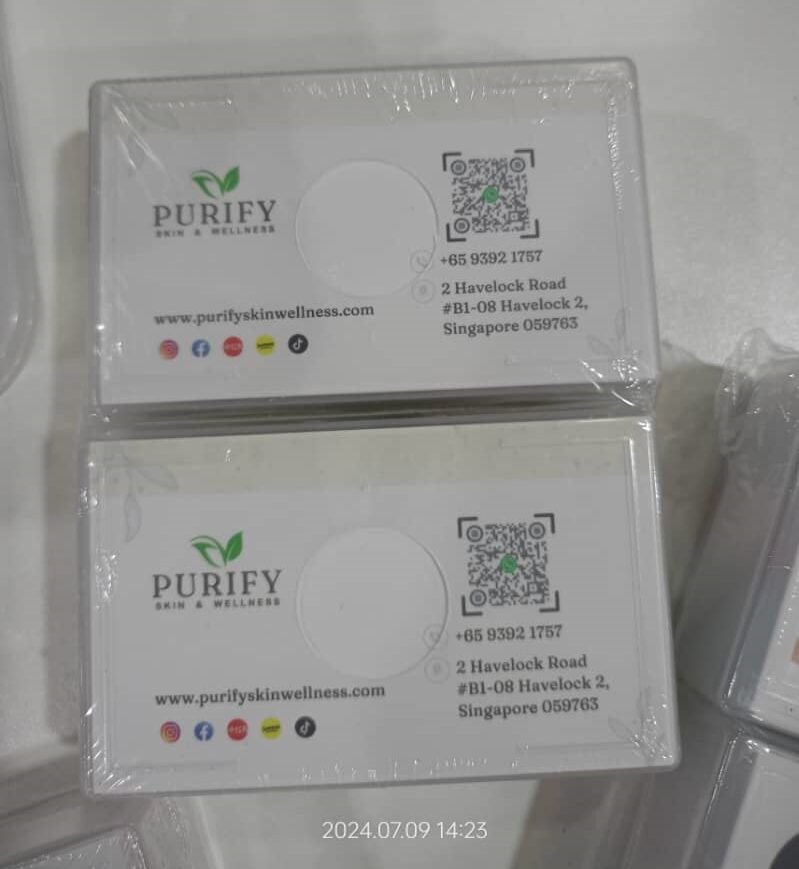 PURIFY
SKIN & WELLNESS
www.purifyskinwellness.com
+65 9392 1757
2 Havelock Road
#B1-08 Havelock 2,
Singapore 059763
PURIFY
SKIN & WELLNESS
www.purifyskinwellness.com
+65 9392 1757
2 Havelock Road
#B1-08 Havelock 2,
Singapore 059763
2024.07.09 14:23